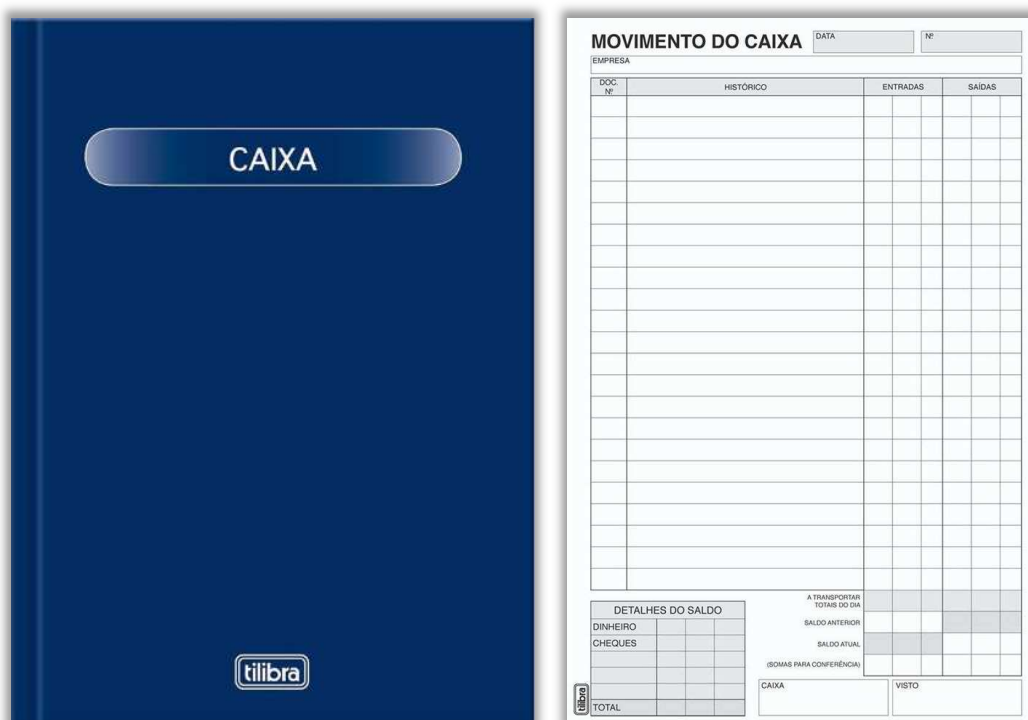 CAIXA
tilibra
MOVIMENTO DO CAIXA
DATA
Nº
EMPRESA
DOC. Nº
HISTÓRICO
ENTRADAS
SAÍDAS
A TRANSPORTAR
TOTAIS DO DIA
SALDO ANTERIOR
SALDO ATUAL
(SOMAS PARA CONFERÊNCIA)
DETALHES DO SALDO
DINHEIRO
CHEQUES
TOTAL
CAIXA
VISTO
tilibra